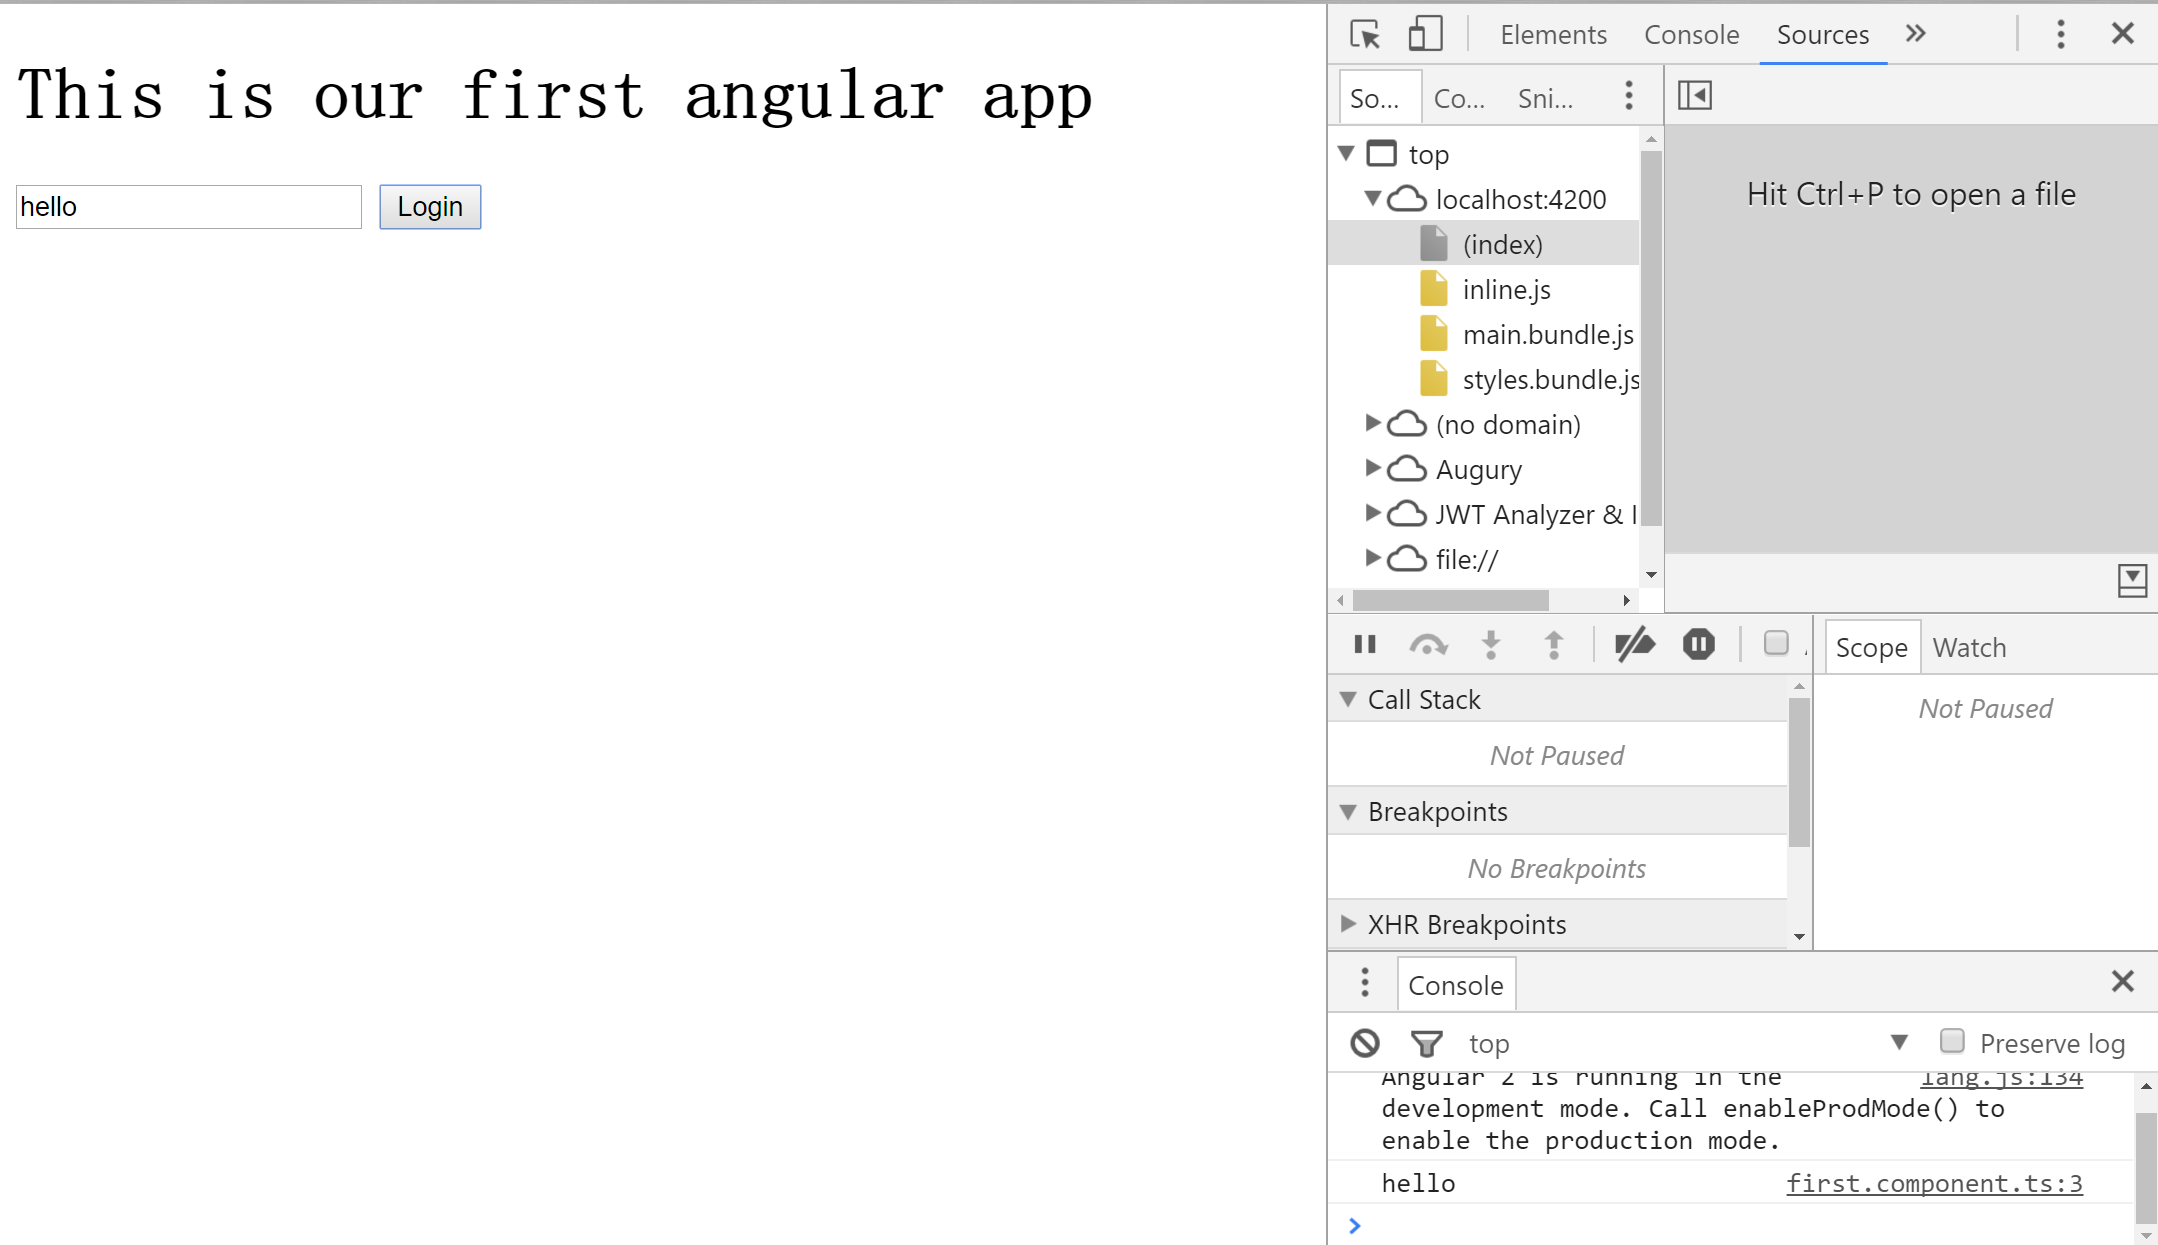 This is our first angular app
hello
Login
Elements Console Sources »
So... Co... Sni...
top
localhost:4200
(index)
inline.js
main.bundle.js
styles.bundle.js
(no domain)
Augury
JWT Analyzer & I
file://
Hit Ctrl+P to open a file
Call Stack
Not Paused
Breakpoints
No Breakpoints
XHR Breakpoints
Scope Watch
Not Paused
Console
top
Preserve log
Angular 2 is running in the lang.js:134
development mode. Call enableProdMode() to
enable the production mode.
hello first.component.ts:3